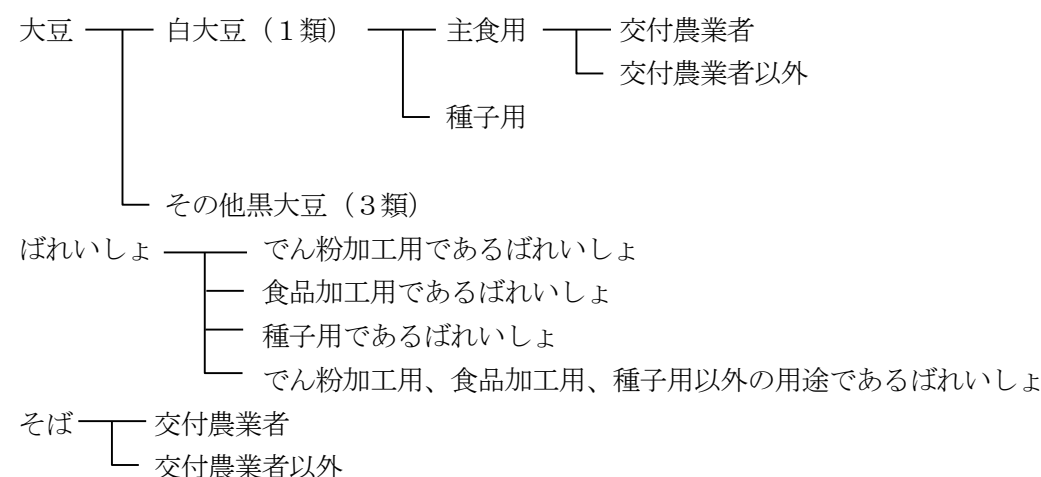 大豆 白大豆（１類） 主食用 交付農業者
交付農業者以外
種子用
その他黒大豆（３類）
ばれいしょ でん粉加工用であるばれいしょ
食品加工用であるばれいしょ
種子用であるばれいしょ
でん粉加工用、食品加工用、種子用以外の用途であるばれいしょ
そば 交付農業者
交付農業者以外